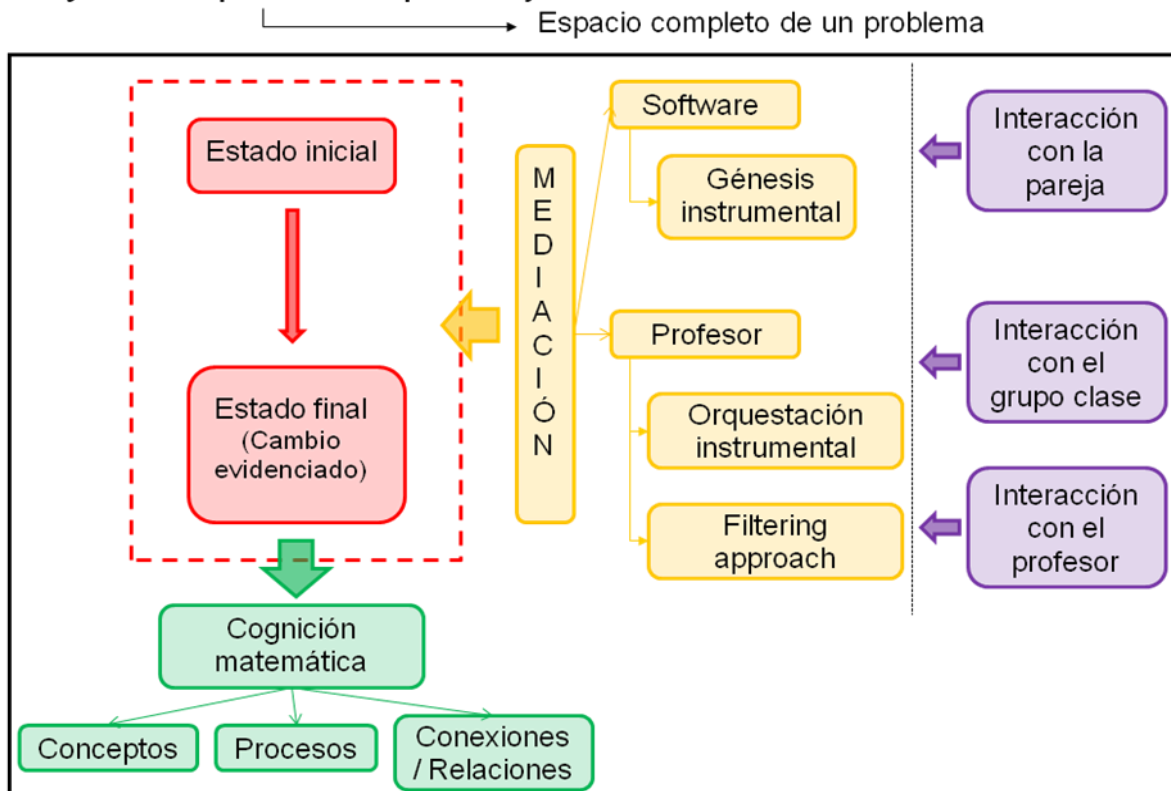 Espacio completo de un problema
Estado inicial
Estado final
(Cambio
evidenciado)
Cognición
matemática
Conceptos
Procesos
Conexiones
/ Relaciones
MEDIACIÓN
Software
Génesis
instrumental
Profesor
Orquestación
instrumental
Filtering
approach
Interacción
con la
pareja
Interacción
con el
grupo clase
Interacción
con el
profesor